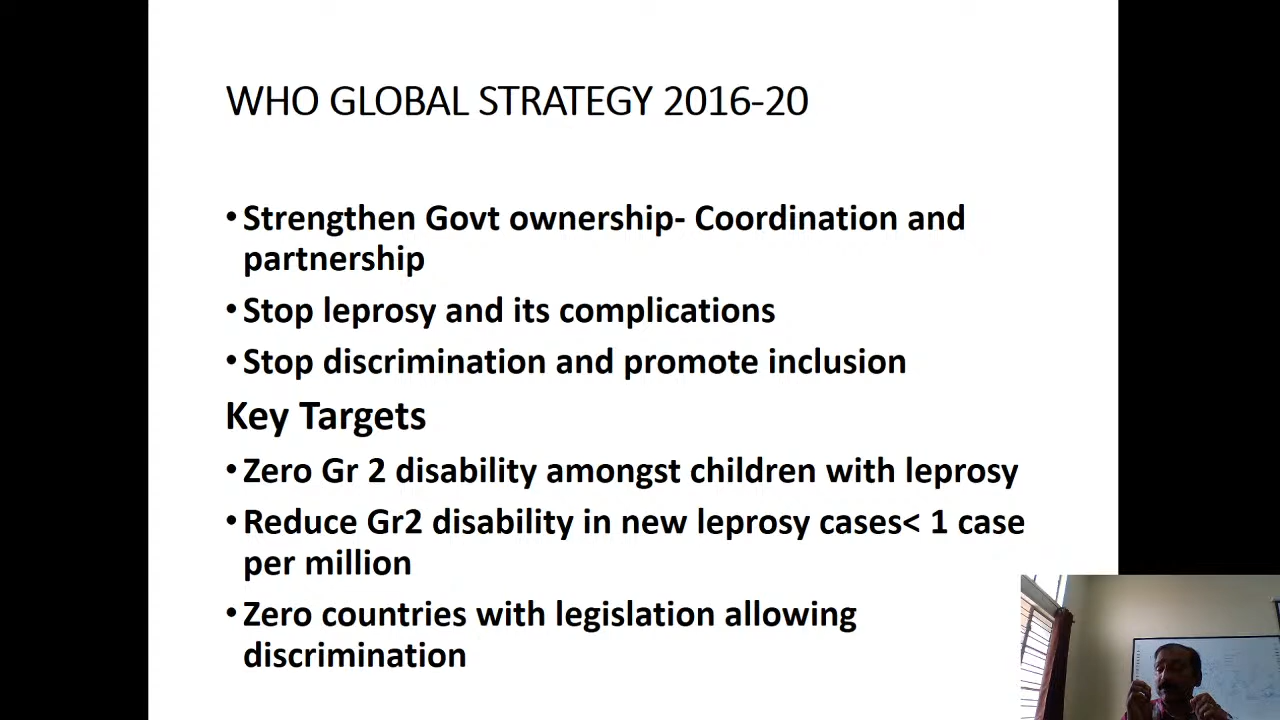 WHO GLOBAL STRATEGY 2016-20
• Strengthen Govt ownership- Coordination and
partnership
• Stop leprosy and its complications
• Stop discrimination and promote inclusion
Key Targets
• Zero Gr 2 disability amongst children with leprosy
• Reduce Gr2 disability in new leprosy cases< 1 case
per million
• Zero countries with legislation allowing
discrimination